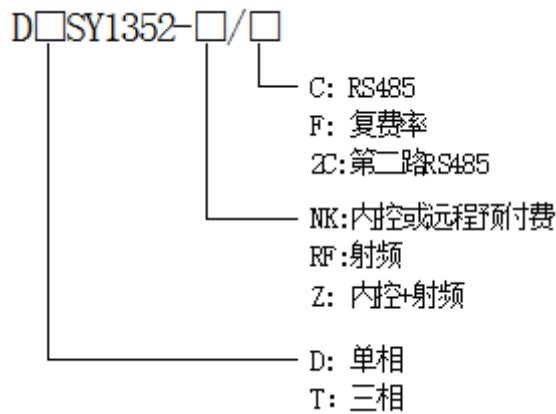 D□SY1352-□/□
C: RS485
F: 复费率
2C:第二路RS485
NK:内控或远程预付费
RF:射频
Z: 内控+射频
D: 单相
T: 三相